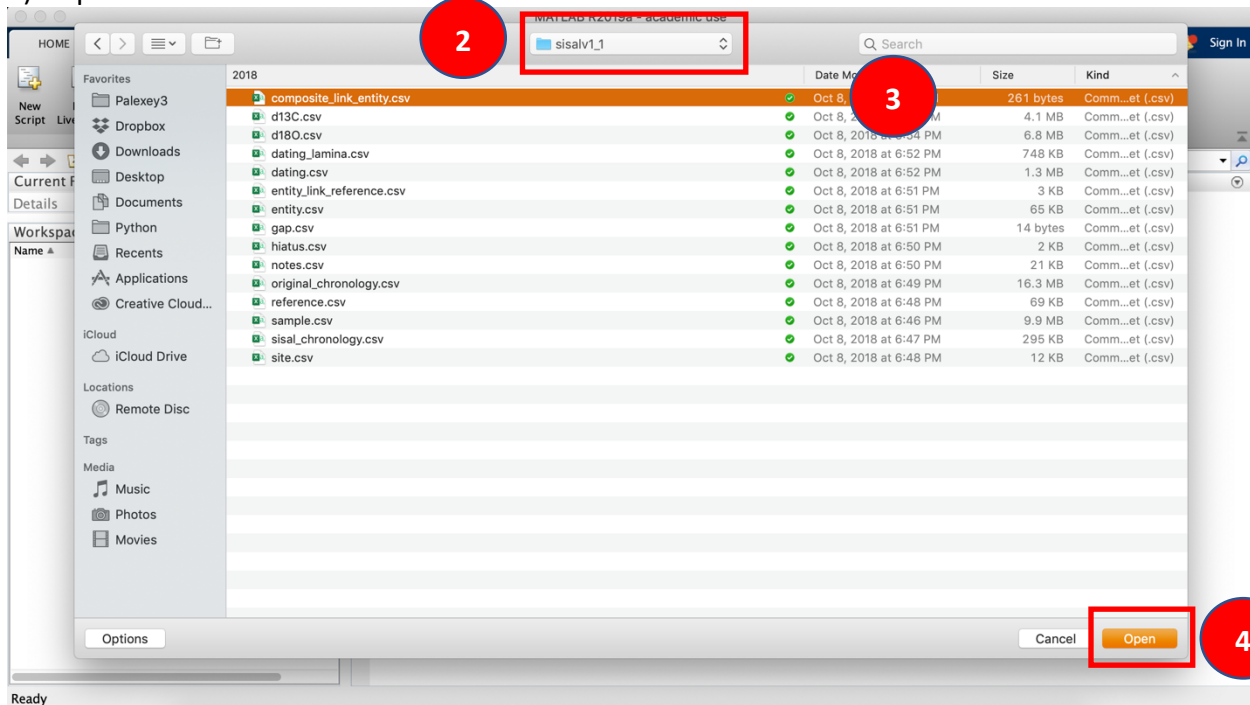 MATLAB R2019a - academic use
HOME
2
sisalv1_1
Search
Sign In
Favorites
2018
Date
Size
Kind
3
New
Script
Palexey3
composite_link_entity.csv
Oct 8,
261 bytes
Comm...et (.csv)
d13C.csv
Oct 8,
4.1 MB
Comm...et (.csv)
Dropbox
d18O.csv
Oct 8, 2018 at 6:54 PM
6.8 MB
Comm...et (.csv)
Downloads
dating_lamina.csv
Oct 8, 2018 at 6:52 PM
748 KB
Comm...et (.csv)
dating.csv
Oct 8, 2018 at 6:52 PM
1.3 MB
Comm...et (.csv)
Current
Desktop
entity_link_reference.csv
Oct 8, 2018 at 6:51 PM
3 KB
Comm...et (.csv)
Details
Documents
entity.csv
Oct 8, 2018 at 6:51 PM
65 KB
Comm...et (.csv)
Python
gap.csv
Oct 8, 2018 at 6:51 PM
14 bytes
Comm...et (.csv)
Workspa
hiatus.csv
Oct 8, 2018 at 6:50 PM
2 KB
Comm...et (.csv)
Name
Recents
notes.csv
Oct 8, 2018 at 6:50 PM
21 KB
Comm...et (.csv)
Applications
original_chronology.csv
Oct 8, 2018 at 6:49 PM
16.3 MB
Comm...et (.csv)
Creative Cloud...
reference.csv
Oct 8, 2018 at 6:48 PM
69 KB
Comm...et (.csv)
sample.csv
Oct 8, 2018 at 6:46 PM
9.9 MB
Comm...et (.csv)
iCloud
sisal_chronology.csv
Oct 8, 2018 at 6:47 PM
295 KB
Comm...et (.csv)
iCloud Drive
site.csv
Oct 8, 2018 at 6:48 PM
12 KB
Comm...et (.csv)
Locations
Remote Disc
Tags
Media
Music
Photos
Movies
Options
Cancel
Open
4
Ready